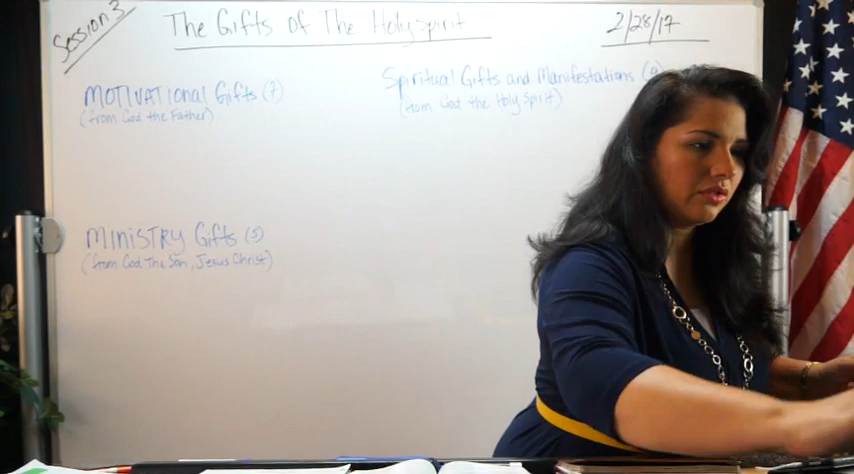 Session 3
The Gifts of The Holy Spirit
2/28/17
MOTIVATIonal Gifts (7)
(from God the Father)
Spiritual Gifts and Manifestations (9
(from God the Holy Spirit)
MINISTRY Gifts (5)
(from God The Son, Jesus Christ)